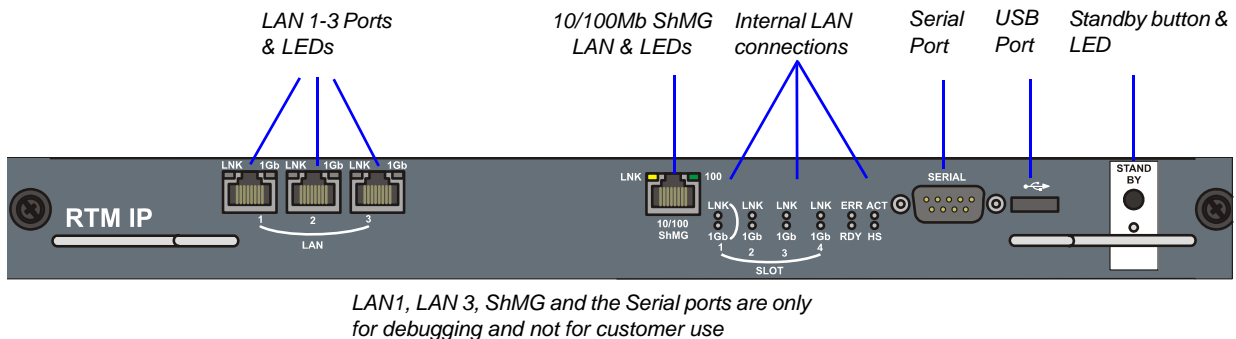 LAN 1-3 Ports
& LEDs
10/100Mb ShMG
LAN & LEDs
Internal LAN
connections
Serial
Port
USB
Port
Standby button &
LED
LNK 1Gb LNK 1Gb LNK 1Gb
1 2 3
LAN
RTM IP
LNK 100
10/100
ShMG
LNK LNK LNK LNK ERR ACT
1Gb 1Gb 1Gb 1Gb RDY HS
1 2 3 4
SLOT
SERIAL
STAND
BY
LAN1, LAN 3, ShMG and the Serial ports are only
for debugging and not for customer use